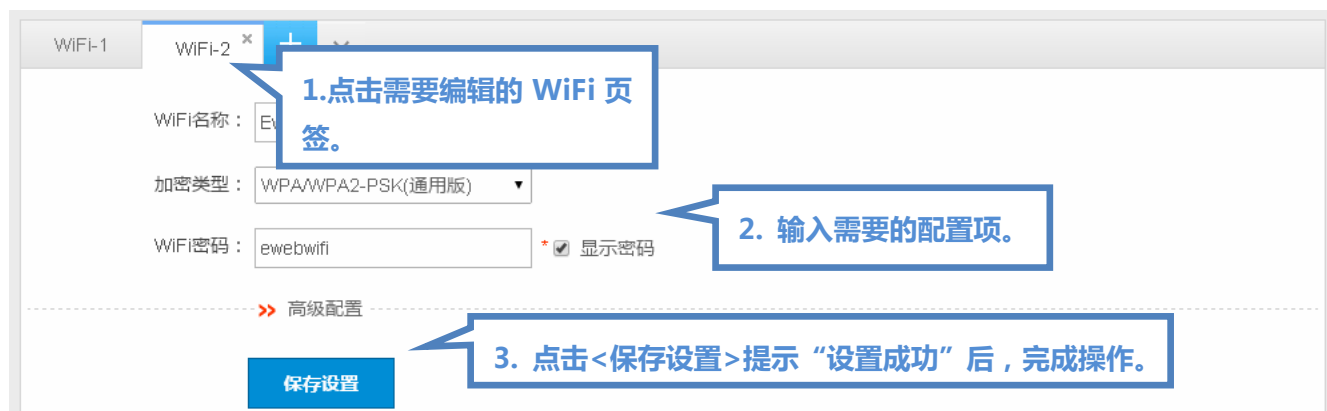 WiFi-1
WiFi-2
1.点击需要编辑的 WiFi 页
签。
WiFi名称：
加密类型： WPA/WPA2-PSK(通用版)
2. 输入需要的配置项。
WiFi密码： ewebwifi * 显示密码
高级配置
3. 点击<保存设置>提示“设置成功”后，完成操作。
保存设置